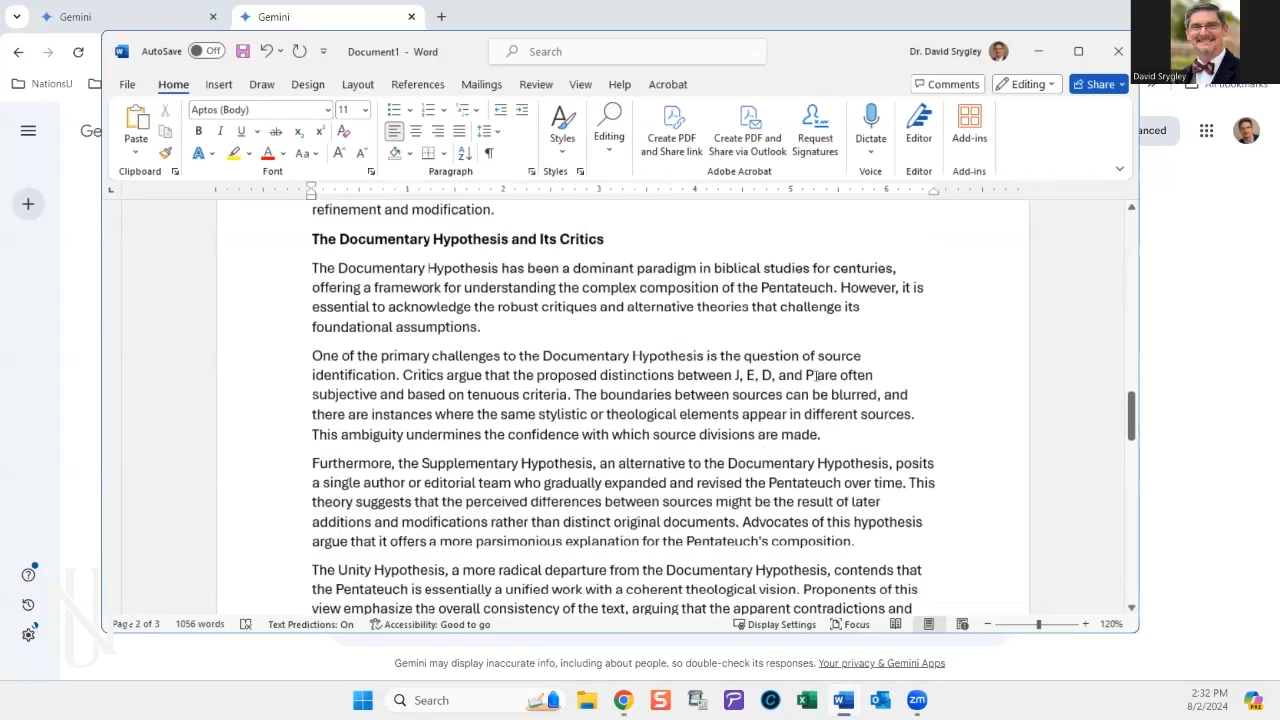 Gemini
Gemini
AutoSave
Off
Document1 - Word
Search
Dr. David Srygley
David Srygley
NationsU
File
Home
Insert
Draw
Design
Layout
References
Mailings
Review
View
Help
Acrobat
Comments
Editing
Share
All Bookmarks
Ge
anced
Aptos (Body)
11
Paste
Styles
Editing
Create PDF
and Share link
Create PDF and
Share via Outlook
Request
Signatures
Dictate
Editor
Add-ins
Clipboard
Font
Paragraph
Styles
Adobe Acrobat
Voice
Editor
Add-ins
1 2 3 4 5 6
refinement and modification.
The Documentary Hypothesis and Its Critics
The Documentary Hypothesis has been a dominant paradigm in biblical studies for centuries,
offering a framework for understanding the complex composition of the Pentateuch. However, it is
essential to acknowledge the robust critiques and alternative theories that challenge its
foundational assumptions.
One of the primary challenges to the Documentary Hypothesis is the question of source
identification. Critics argue that the proposed distinctions between J, E, D, and P are often
subjective and based on tenuous criteria. The boundaries between sources can be blurred, and
there are instances where the same stylistic or theological elements appear in different sources.
This ambiguity undermines the confidence with which source divisions are made.
Furthermore, the Supplementary Hypothesis, an alternative to the Documentary Hypothesis, posits
a single author or editorial team who gradually expanded and revised the Pentateuch over time. This
theory suggests that the perceived differences between sources might be the result of later
additions and modifications rather than distinct original documents. Advocates of this hypothesis
argue that it offers a more parsimonious explanation for the Pentateuch's composition.
The Unity Hypothesis, a more radical departure from the Documentary Hypothesis, contends that
the Pentateuch is essentially a unified work with a coherent theological vision. Proponents of this
view emphasize the overall consistency of the text, arguing that the apparent contradictions and
Page 2 of 3
1056 words
Text Predictions: On
Accessibility: Good to go
Display Settings
Focus
120%
Gemini may display inaccurate info, including about people, so double-check its responses. Your privacy & Gemini Apps
Search
2:32 PM
8/2/2024